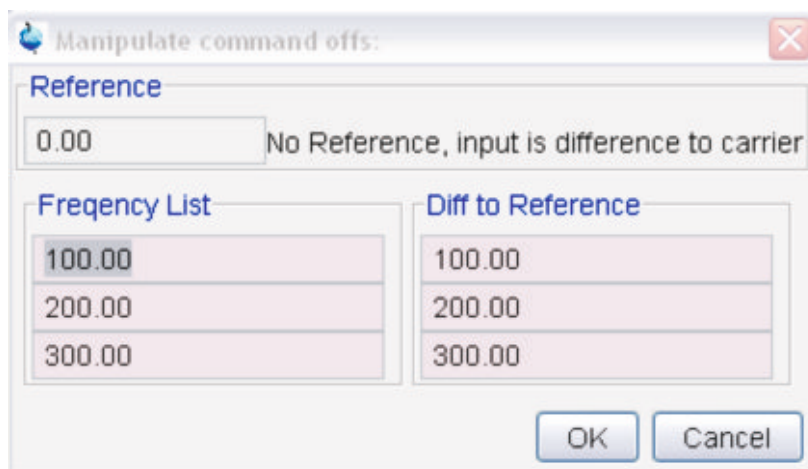 Manipulate command offs:
Reference
0.00 No Reference, input is difference to carrier
Freqency List
100.00
200.00
300.00
Diff to Reference
100.00
200.00
300.00
OK Cancel